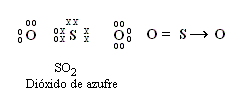 O S O O = S → O
SO2
Dióxido de azufre